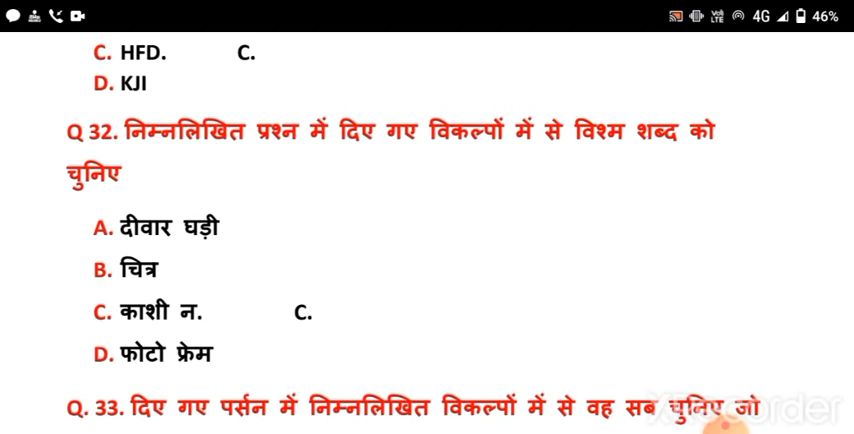 4G 46%
C. HFD. C.
D. KJI
Q 32. निम्नलिखित प्रश्न में दिए गए विकल्पों में से विश्म शब्द को
चुनिए
A. दीवार घड़ी
B. चित्र
C. काशी न. C.
D. फोटो फ्रेम
Q. 33. दिए गए पर्सन में निम्नलिखित विकल्पों में से वह सब चुनिए जो